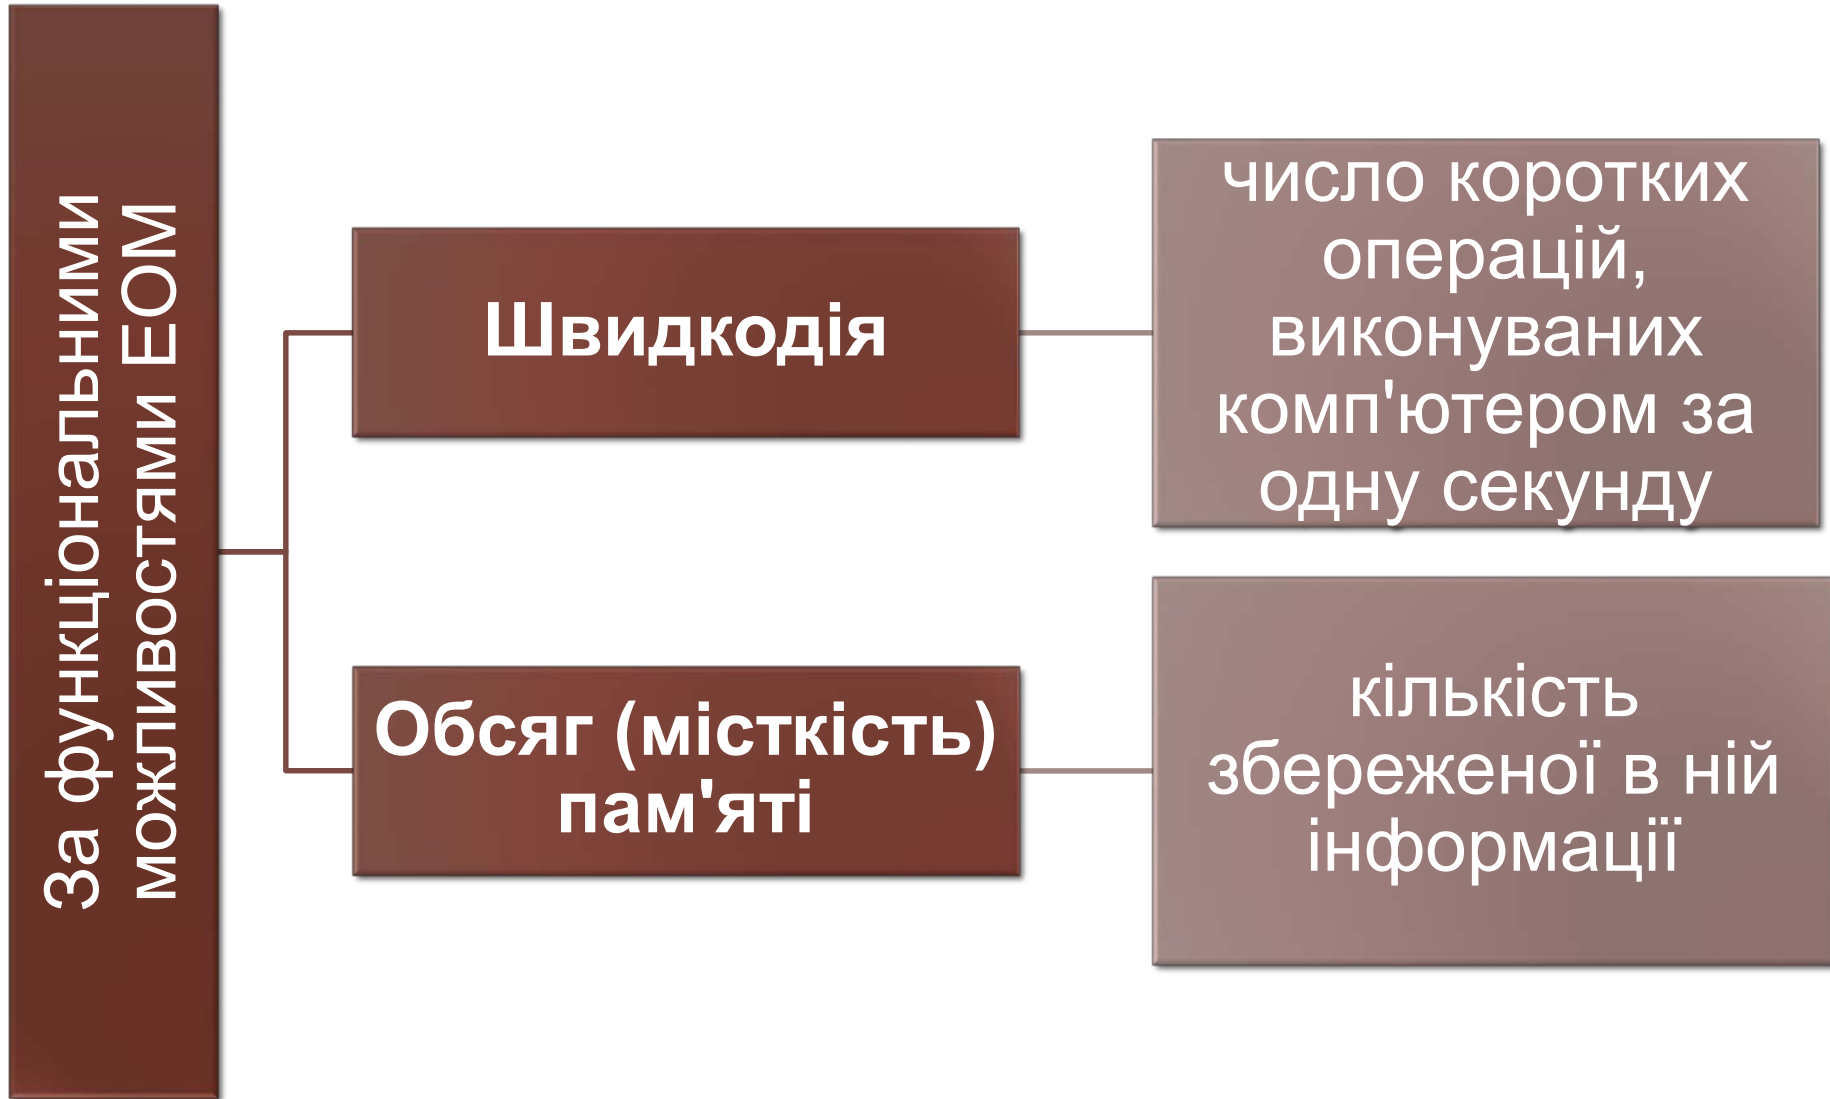 За функціональними
можливостями ЕОМ
Швидкодія
число коротких
операцій,
виконуваних
комп'ютером за
одну секунду
Обсяг (місткість)
пам'яті
кількість
збереженої в ній
інформації